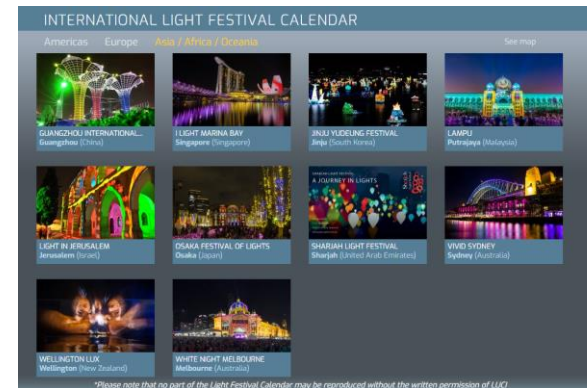 INTERNATIONAL LIGHT FESTIVAL CALENDAR
Americas Europe Asia / Africa / Oceania See map
GUANGZHOU INTERNATIONAL...
Guangzhou (China)
I LIGHT MARINA BAY
Singapore (Singapore)
JINJU YUDEUNG FESTIVAL
Jinju (South Korea)
LAMPU
Putrajaya (Malaysia)
A JOURNEY IN LIGHTS
LIGHT IN JERUSALEM
Jerusalem (Israel)
OSAKA FESTIVAL OF LIGHTS
Osaka (Japan)
SHARJAH LIGHT FESTIVAL
Sharjah (United Arab Emirates)
VIVID SYDNEY
Sydney (Australia)
WELLINGTON LUX
Wellington (New Zealand)
WHITE NIGHT MELBOURNE
Melbourne (Australia)
*Please note that no part of the Light Festival Calendar may be reproduced without the written permission of LUCI